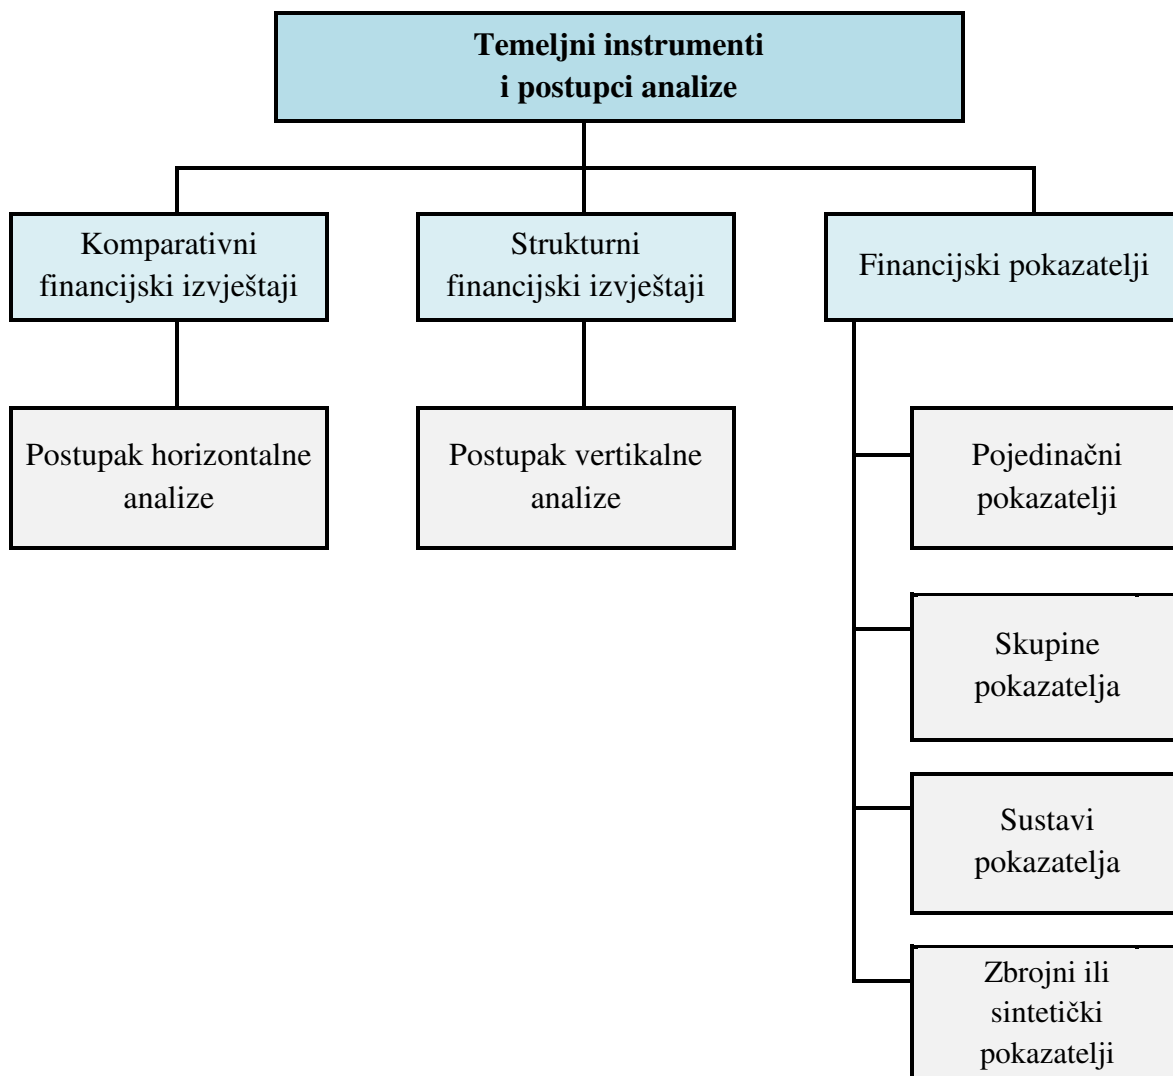 Temeljni instrumenti
i postupci analize
Komparativni
financijski izvještaji
Strukturni
financijski izvještaji
Financijski pokazatelji
Postupak horizontalne
analize
Postupak vertikalne
analize
Pojedinačni
pokazatelji
Skupine
pokazatelja
Sustavi
pokazatelja
Zbrojni ili
sintetički
pokazatelji